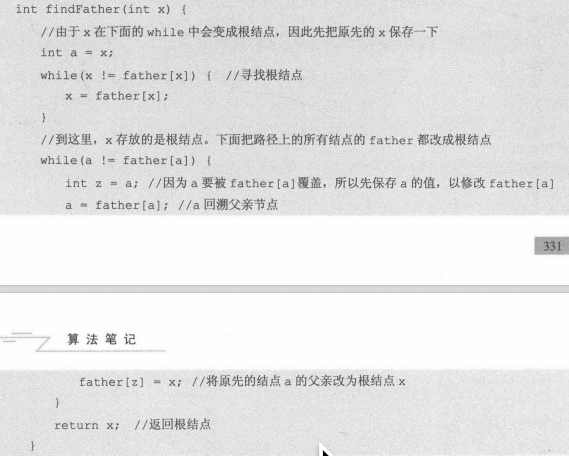 int findFather(int x) {
//由于 x 在下面的 while 中会变成根结点，因此先把原先的 x 保存一下
int a = x;
while(x != father[x]) { //寻找根结点
x = father[x];
}
//到这里，x 存放的是根结点。下面把路径上的所有结点的 father 都改成根结点
while(a != father[a]) {
int z = a; //因为 a 要被 father[a]覆盖，所以先保存 a 的值，以修改 father[a]
a = father[a]; //a 回溯父亲节点
331
算法笔记
father[z] = x; //将原先的结点 a 的父亲改为根结点 x
}
return x; //返回根结点
}